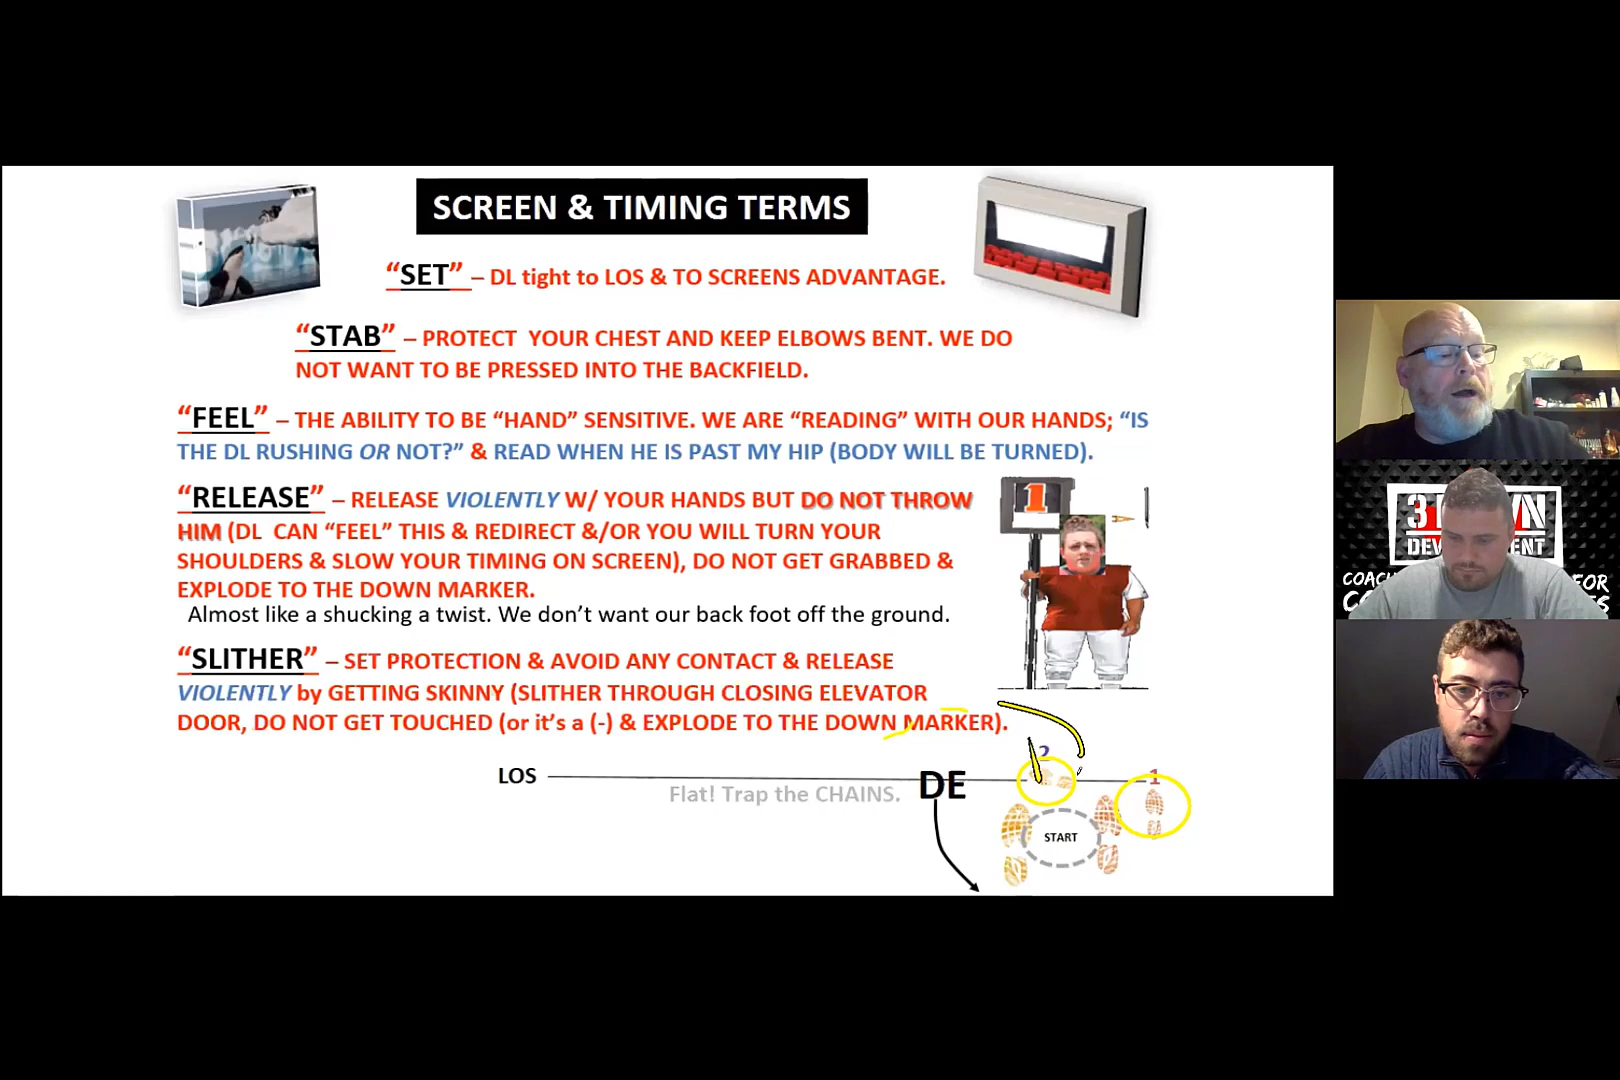 SCREEN & TIMING TERMS
“SET” – DL tight to LOS & TO SCREENS ADVANTAGE.
“STAB” – PROTECT YOUR CHEST AND KEEP ELBOWS BENT. WE DO
NOT WANT TO BE PRESSED INTO THE BACKFIELD.
“FEEL” – THE ABILITY TO BE “HAND” SENSITIVE. WE ARE “READING” WITH OUR HANDS; “IS
THE DL RUSHING OR NOT?” & READ WHEN HE IS PAST MY HIP (BODY WILL BE TURNED).
“RELEASE” – RELEASE VIOLENTLY W/ YOUR HANDS BUT DO NOT THROW
HIM (DL CAN “FEEL” THIS & REDIRECT &/OR YOU WILL TURN YOUR
SHOULDERS & SLOW YOUR TIMING ON SCREEN), DO NOT GET GRABBED &
EXPLODE TO THE DOWN MARKER.
Almost like a shucking a twist. We don’t want our back foot off the ground.
“SLITHER” – SET PROTECTION & AVOID ANY CONTACT & RELEASE
VIOLENTLY by GETTING SKINNY (SLITHER THROUGH CLOSING ELEVATOR
DOOR, DO NOT GET TOUCHED (or it’s a (-) & EXPLODE TO THE DOWN MARKER).
1
2
LOS
DE
1
Flat! Trap the CHAINS.
START
FOR